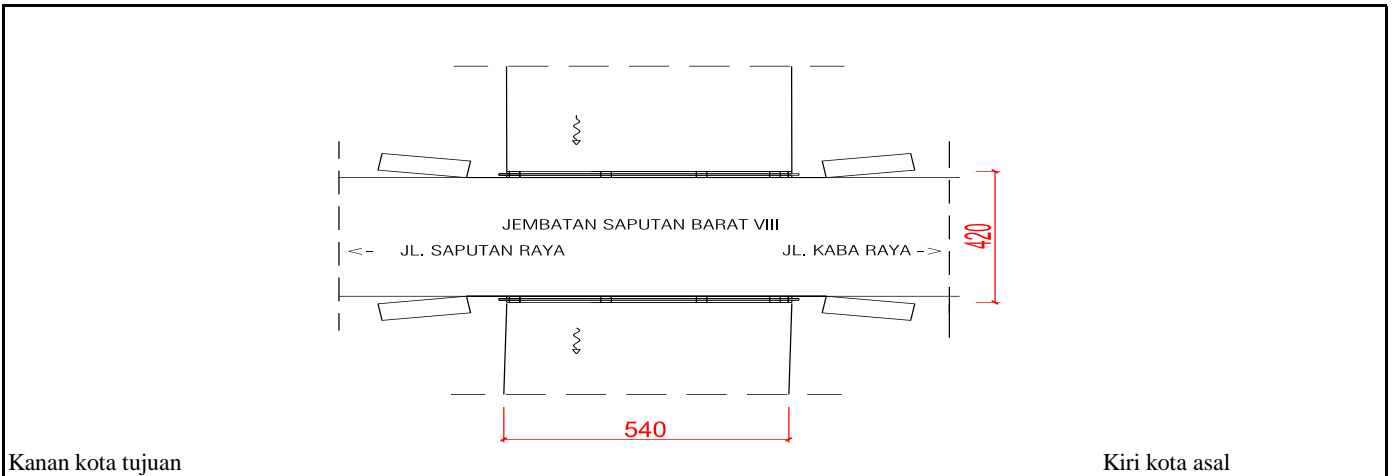 JEMBATAN SAPUTAN BARAT VIII
<- JL. SAPUTAN RAYA
JL. KABA RAYA ->
420
540
Kanan kota tujuan
Kiri kota asal